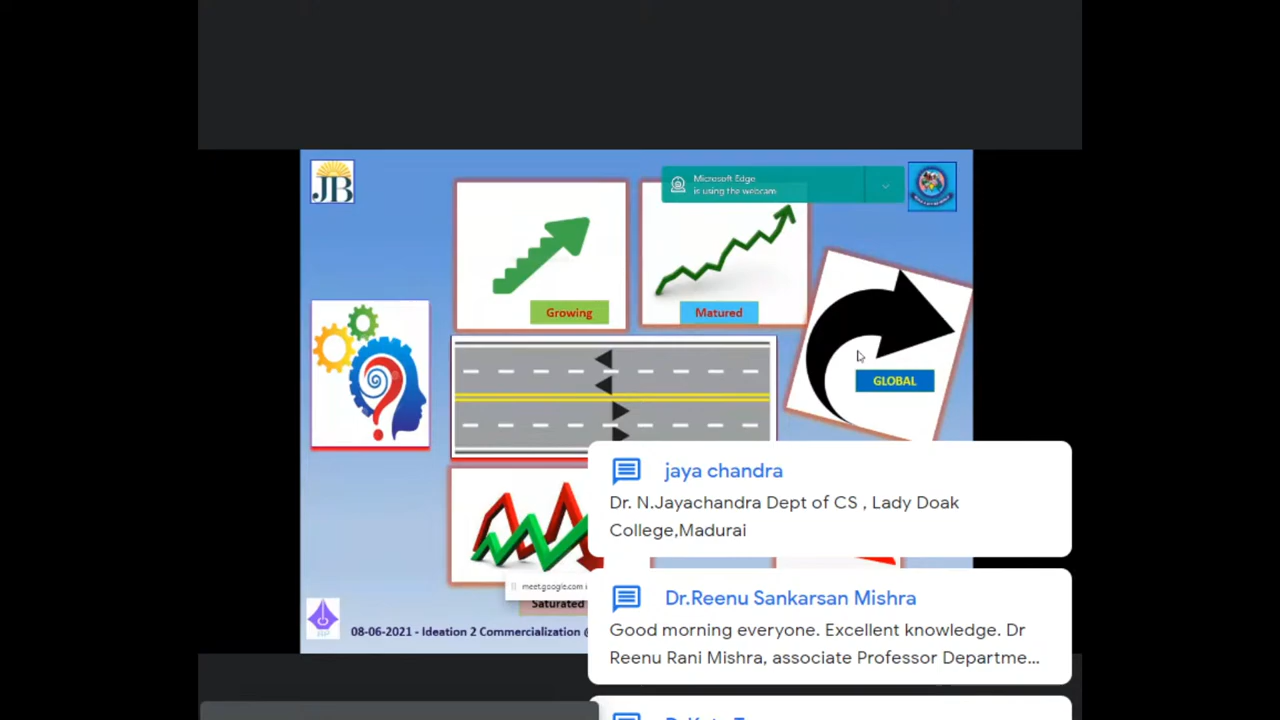 JB
Microsoft Edge
is using the webcam
Growing
Matured
GLOBAL
jaya chandra
Dr. N.Jayachandra Dept of CS , Lady Doak
College,Madurai
meet.google.com
Saturated
Dr.Reenu Sankarsan Mishra
Good morning everyone. Excellent knowledge. Dr
Reenu Rani Mishra, associate Professor Departme...
08-06-2021 - Ideation 2 Commercialization @